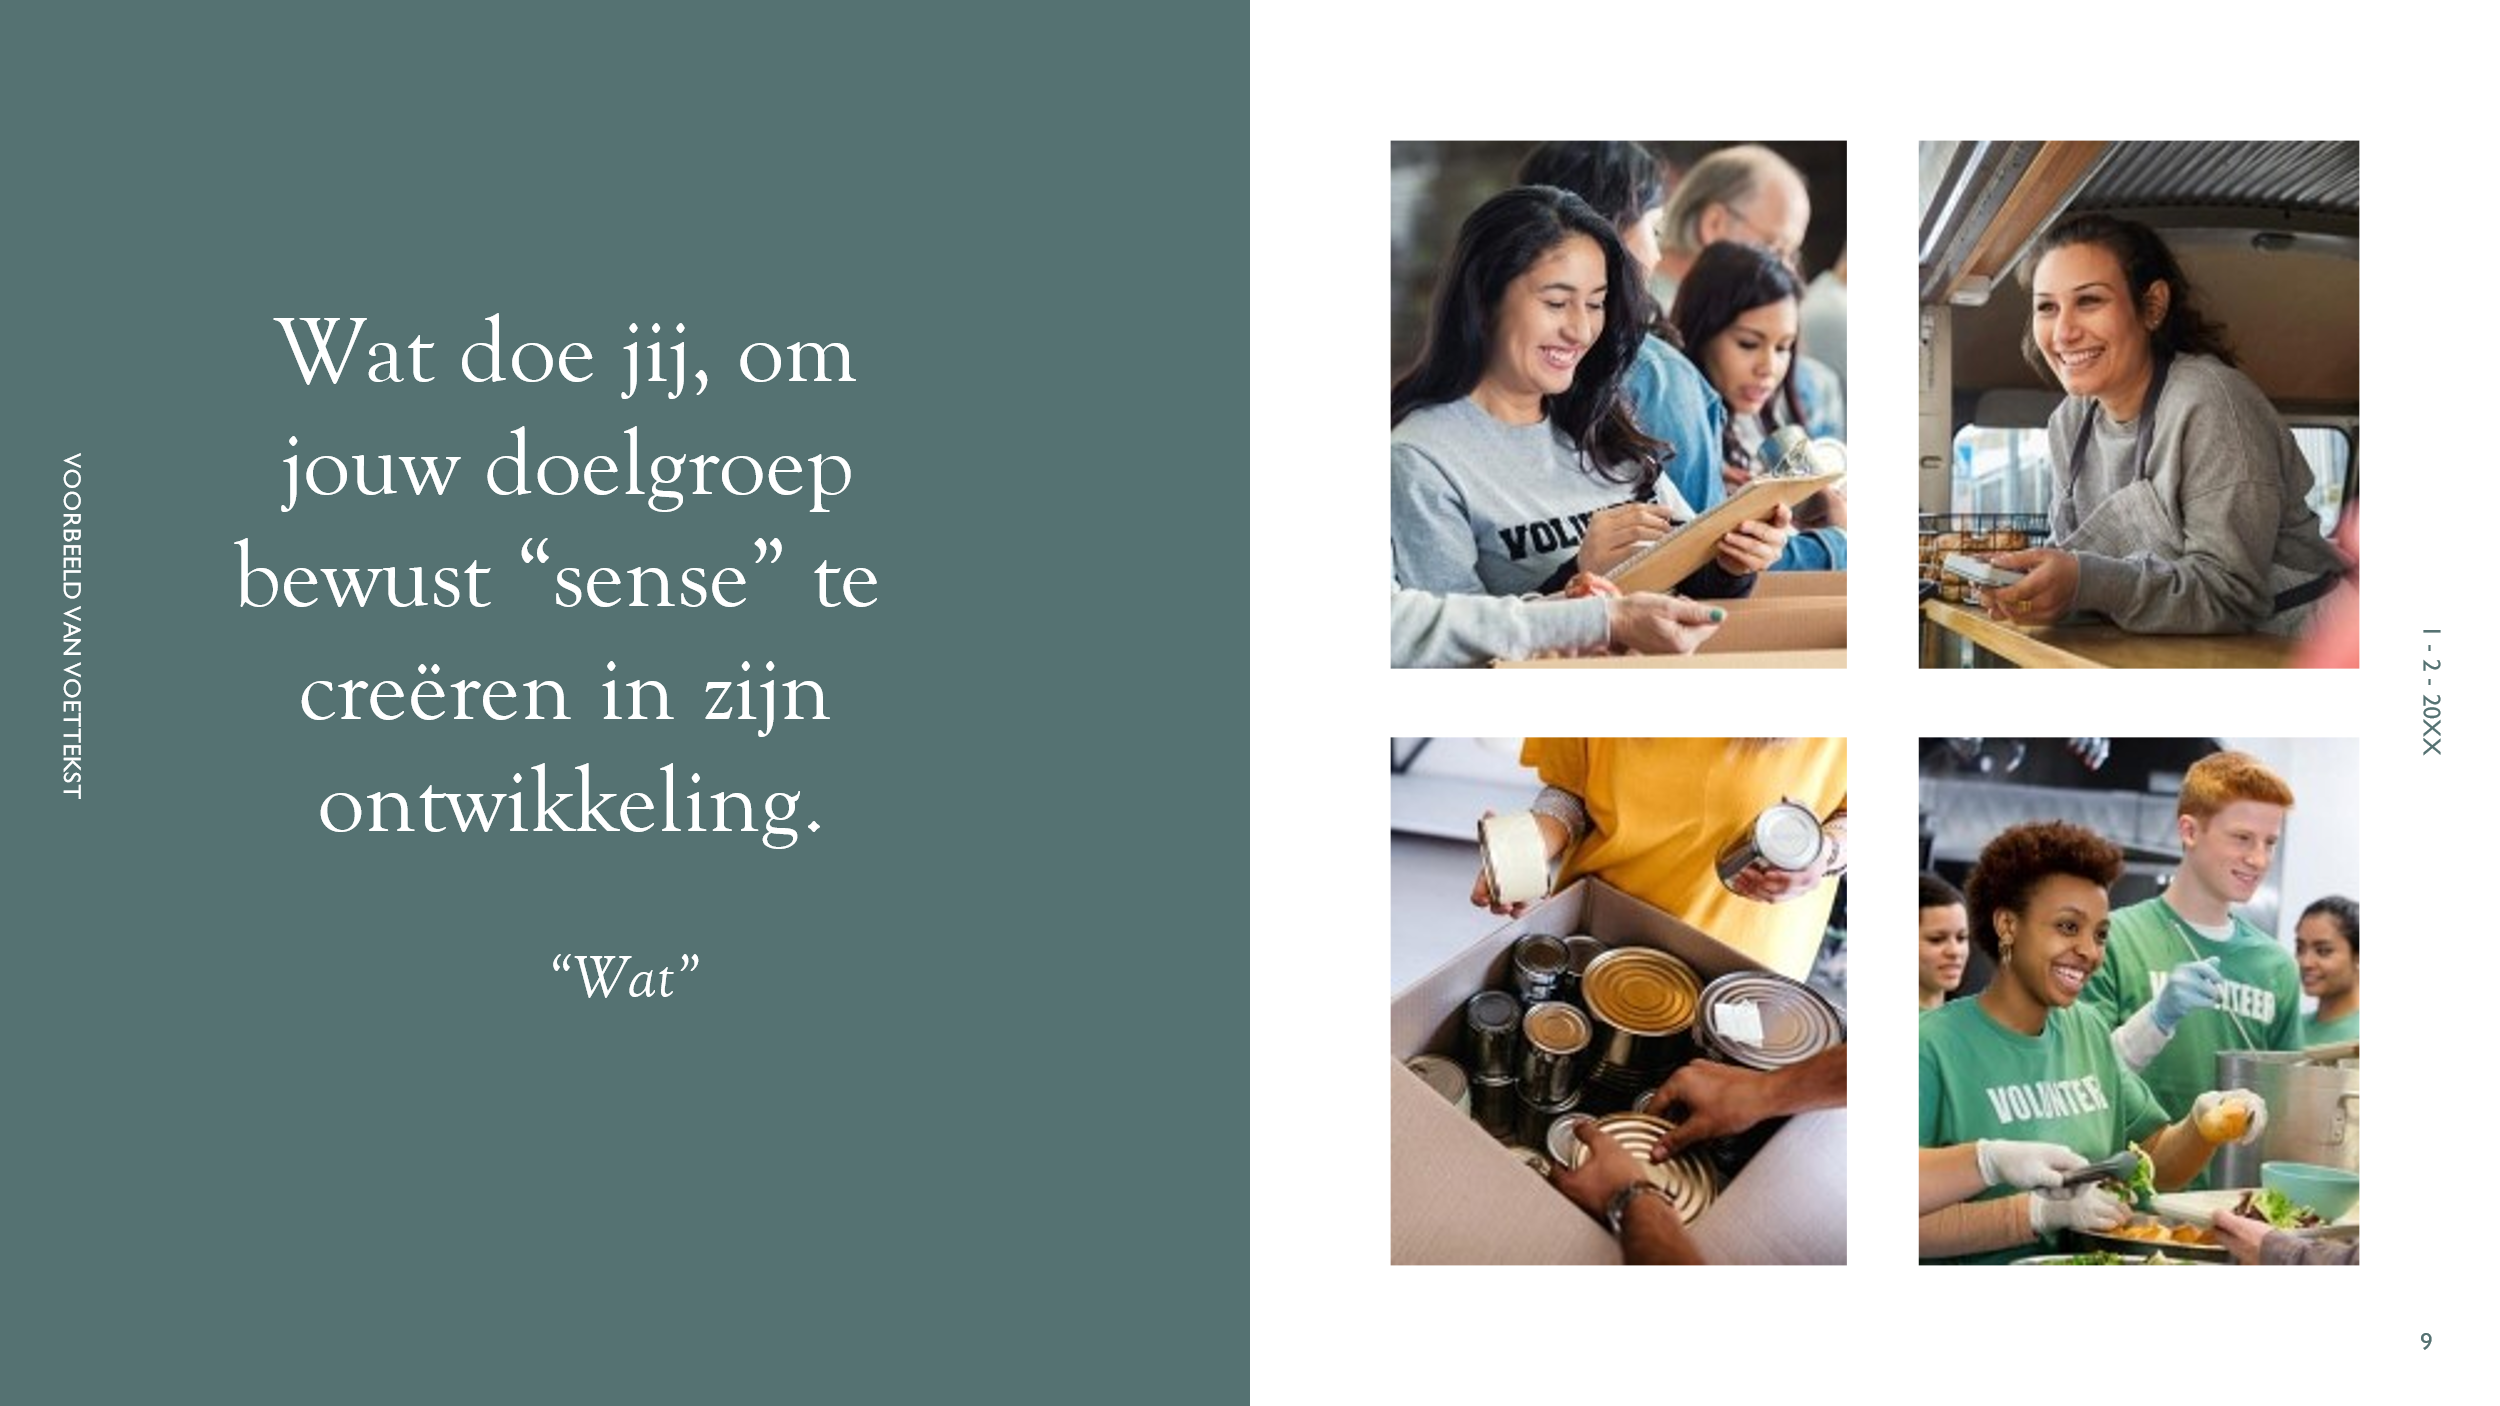 VOORBEELD VAN VOETTEKST
Wat doe jij, om
jouw doelgroep
bewust “sense” te
creëren in zijn
ontwikkeling.
“Wat”
VOLUNTEER
VOLUNTEER
1 - 2 - 20XX
9